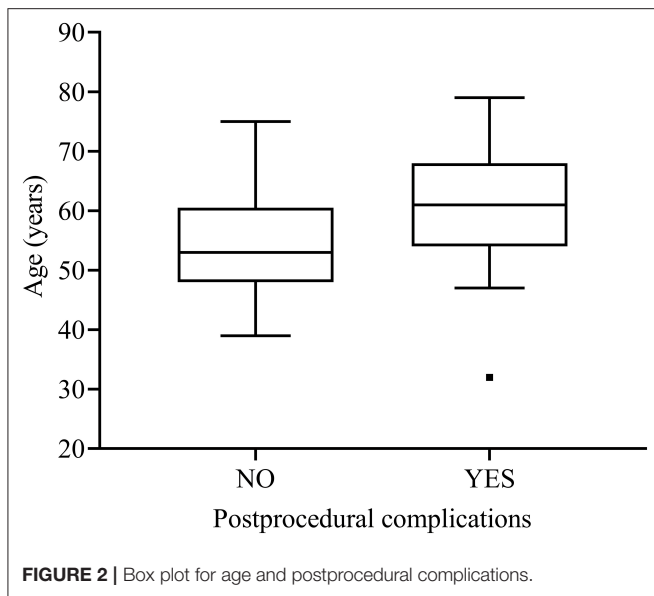 90
80
70
60
50
40
30
20
Age (years)
NO YES
Postprocedural complications
FIGURE 2 | Box plot for age and postprocedural complications.